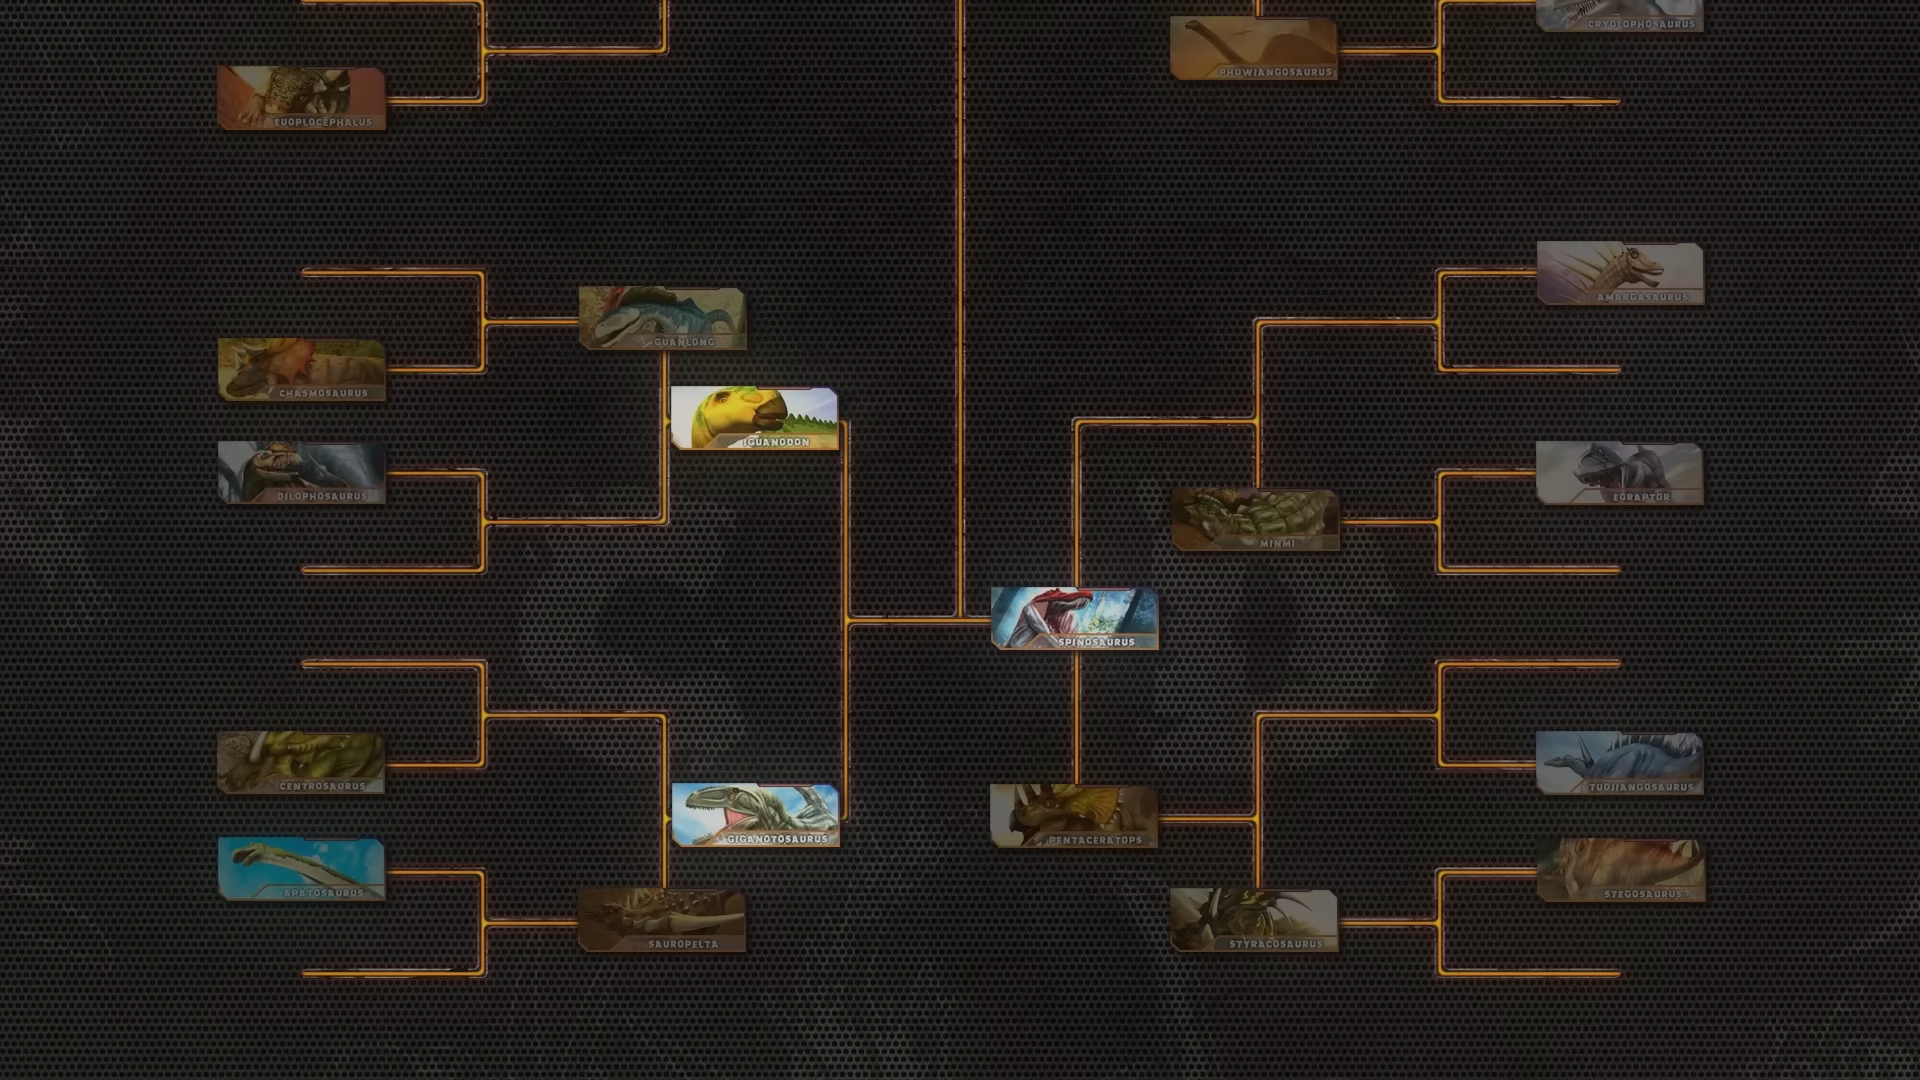 CRYOLOPHOSAURUS
PHUWIANGOSAURUS
EUOPLOCEPHALUS
AMARGASAURUS
GUANLONG
CHASMOSAURUS
IGUANODON
DILOPHOSAURUS
EORAPTOR
MINMI
SPINOSAURUS
CENTROSAURUS
TUOJIANGOSAURUS
GIGANOTOSAURUS
PENTACERATOPS
APATOSAURUS
STEGOSAURUS
SAUROPELTA
STYRACOSAURUS